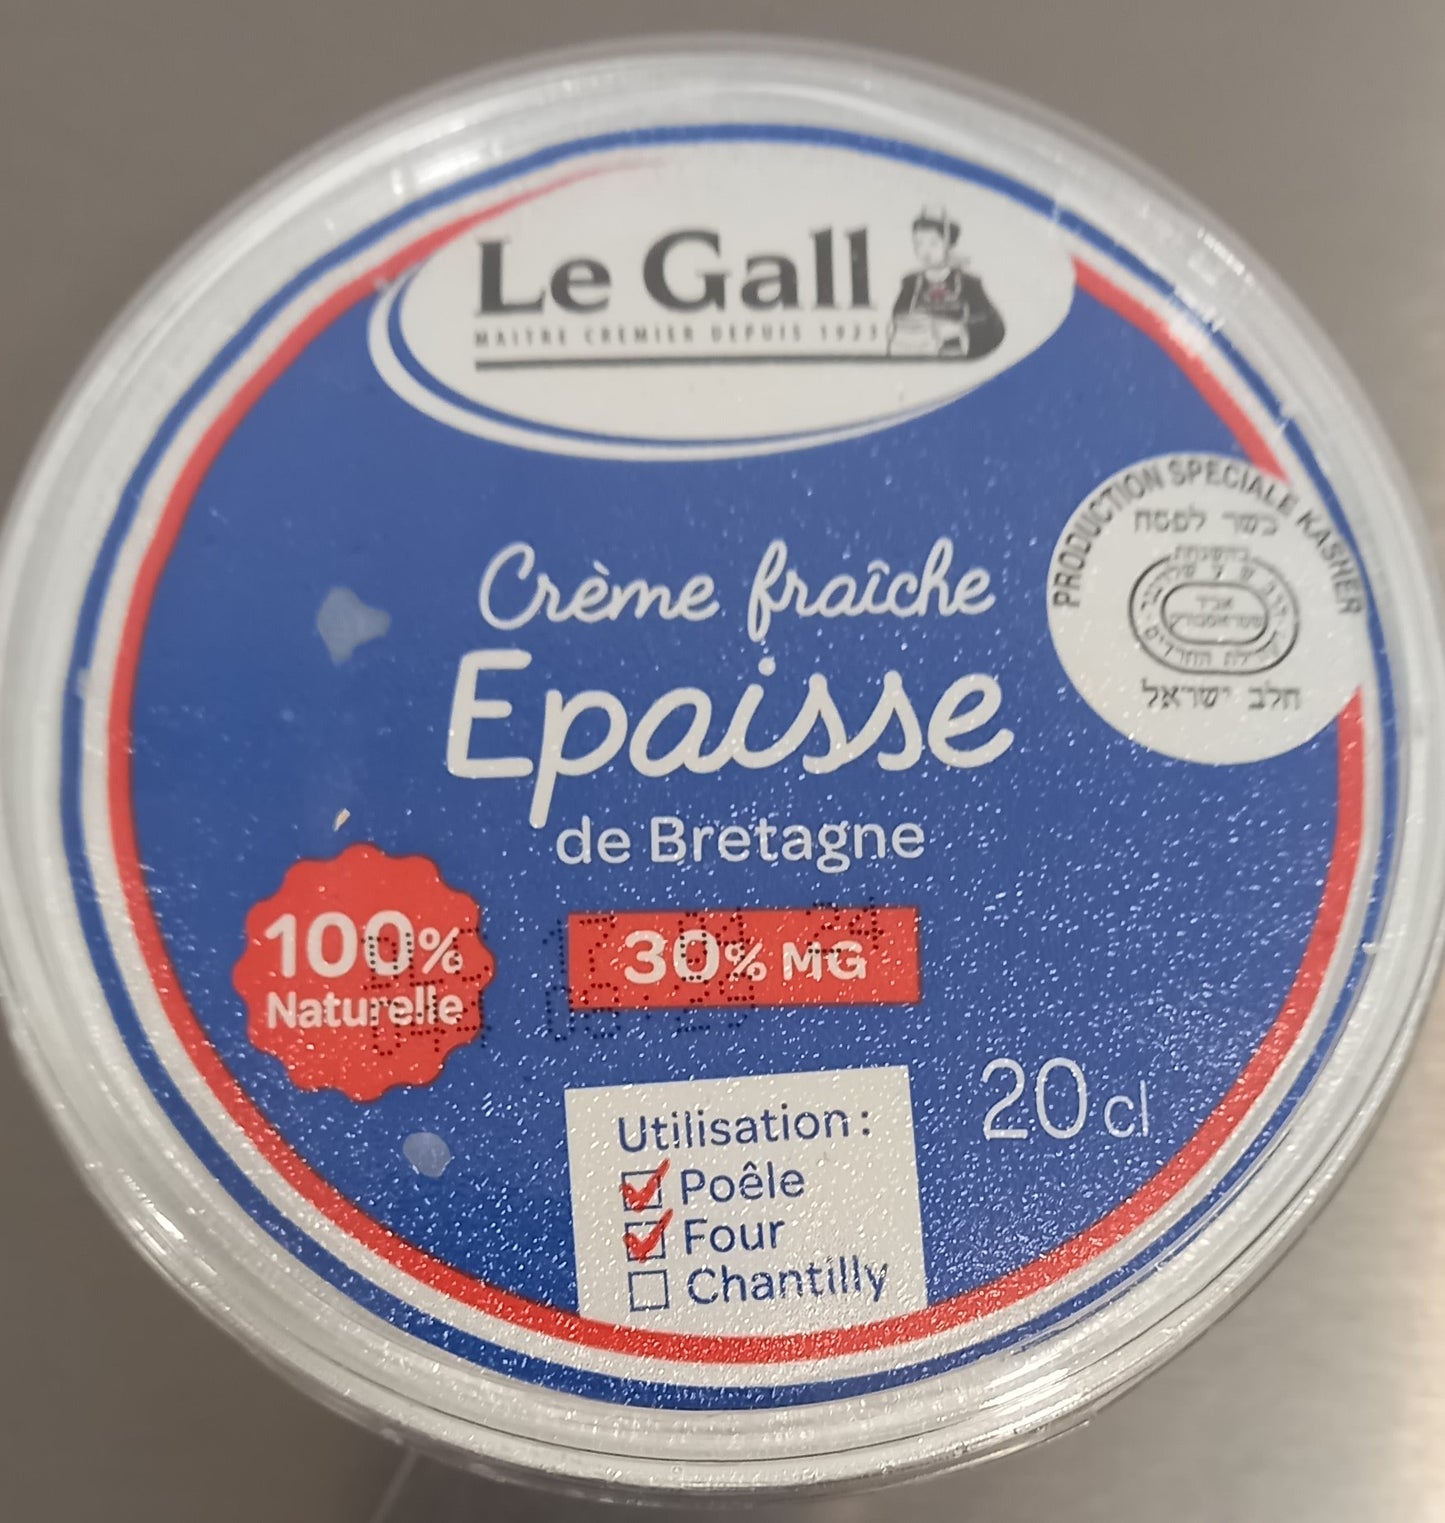 Le Gall
MAITRE CREMIER DEPUIS 1923
PRODUCTION SPECIALE KASHER
כשר לפסח
בהשגחת
חלב ישראל
Crème fraîche
Epaisse
de Bretagne
100%
Naturelle
30% MG
20 cl
Utilisation :
Poêle
Four
Chantilly